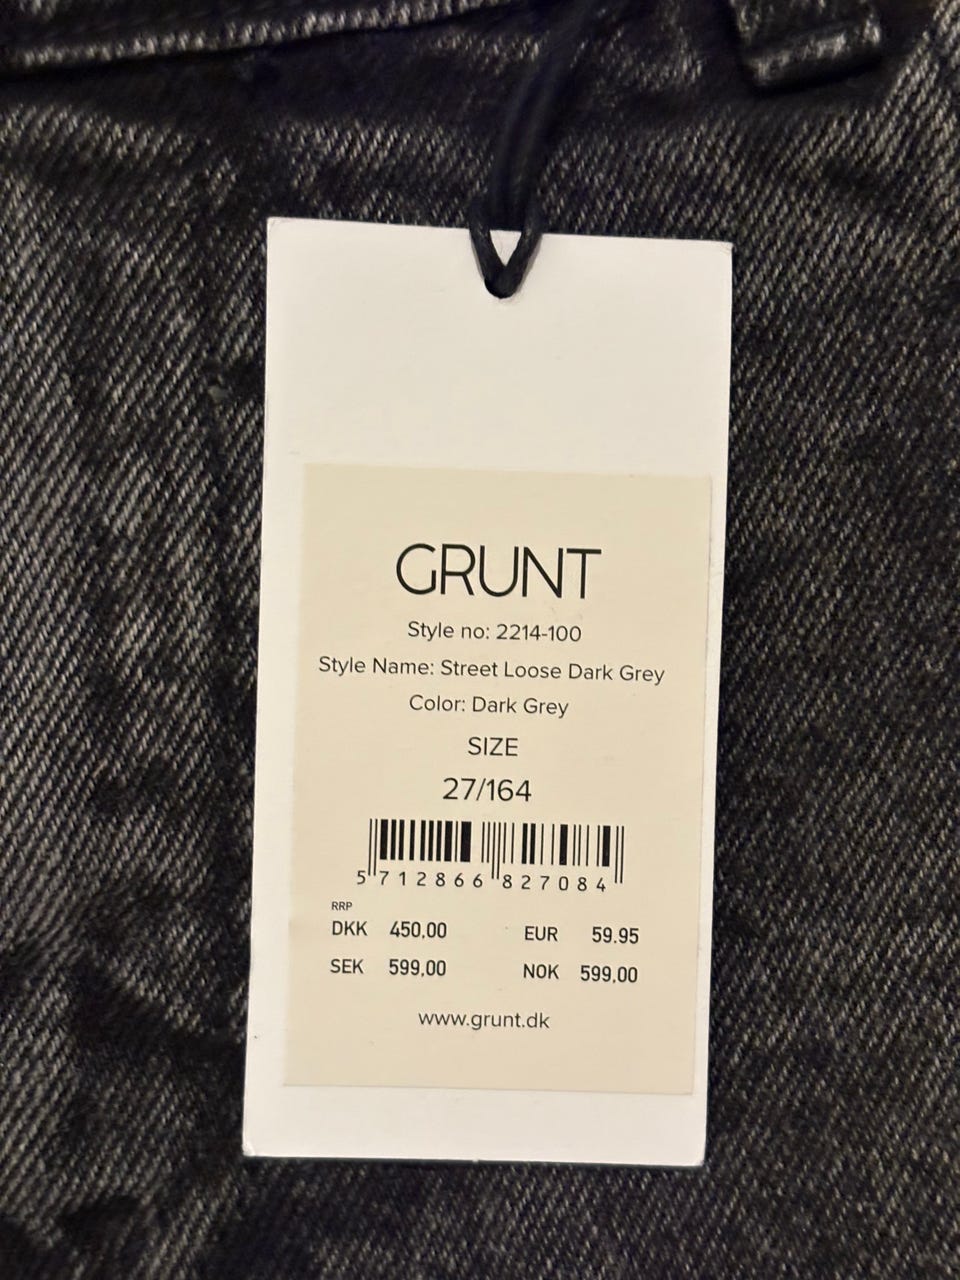 GRUNT
Style no: 2214-100
Style Name: Street Loose Dark Grey
Color: Dark Grey
SIZE
27/164
5 712866 827084
RRP
DKK 450,00 EUR 59.95
SEK 599,00 NOK 599,00
www.grunt.dk